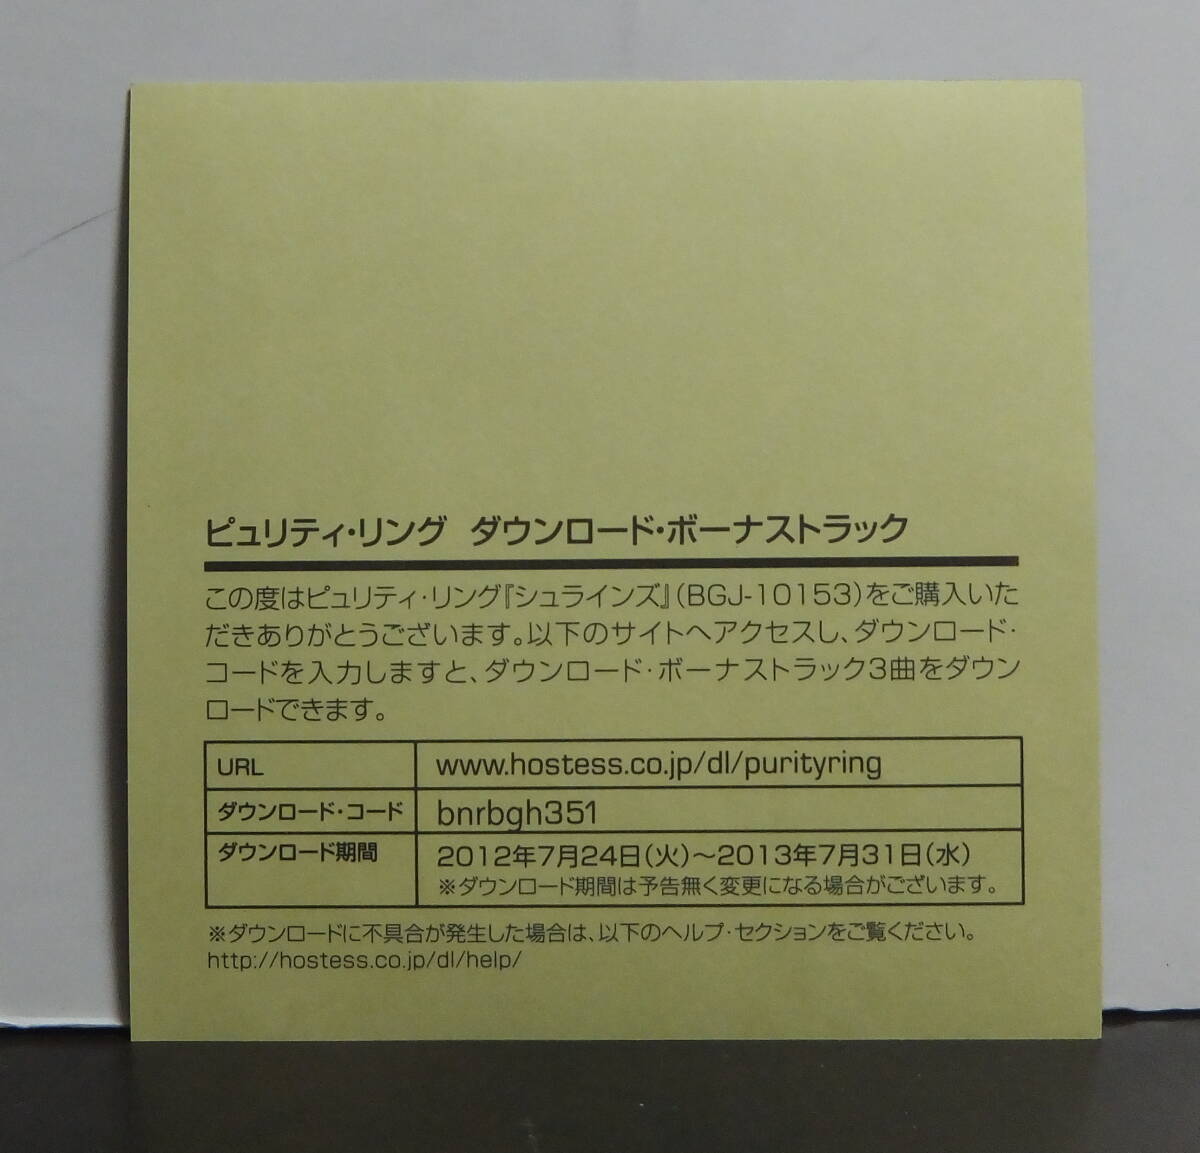 ピュリティ・リング ダウンロード・ボーナストラック
この度はピュリティ・リング『シュラインズ』(BGJ-10153)をご購入いた
だきありがとうございます。以下のサイトへアクセスし、ダウンロード・
コードを入力しますと、ダウンロード・ボーナストラック3曲をダウン
ロードできます。
URL www.hostess.co.jp/dl/purityring
ダウンロード・コード bnrbgh351
ダウンロード期間 2012年7月24日(火)～2013年7月31日(水)
※ダウンロード期間は予告無く変更になる場合がございます。
※ダウンロードに不具合が発生した場合は、以下のヘルプ・セクションをご覧ください。
http://hostess.co.jp/dl/help/